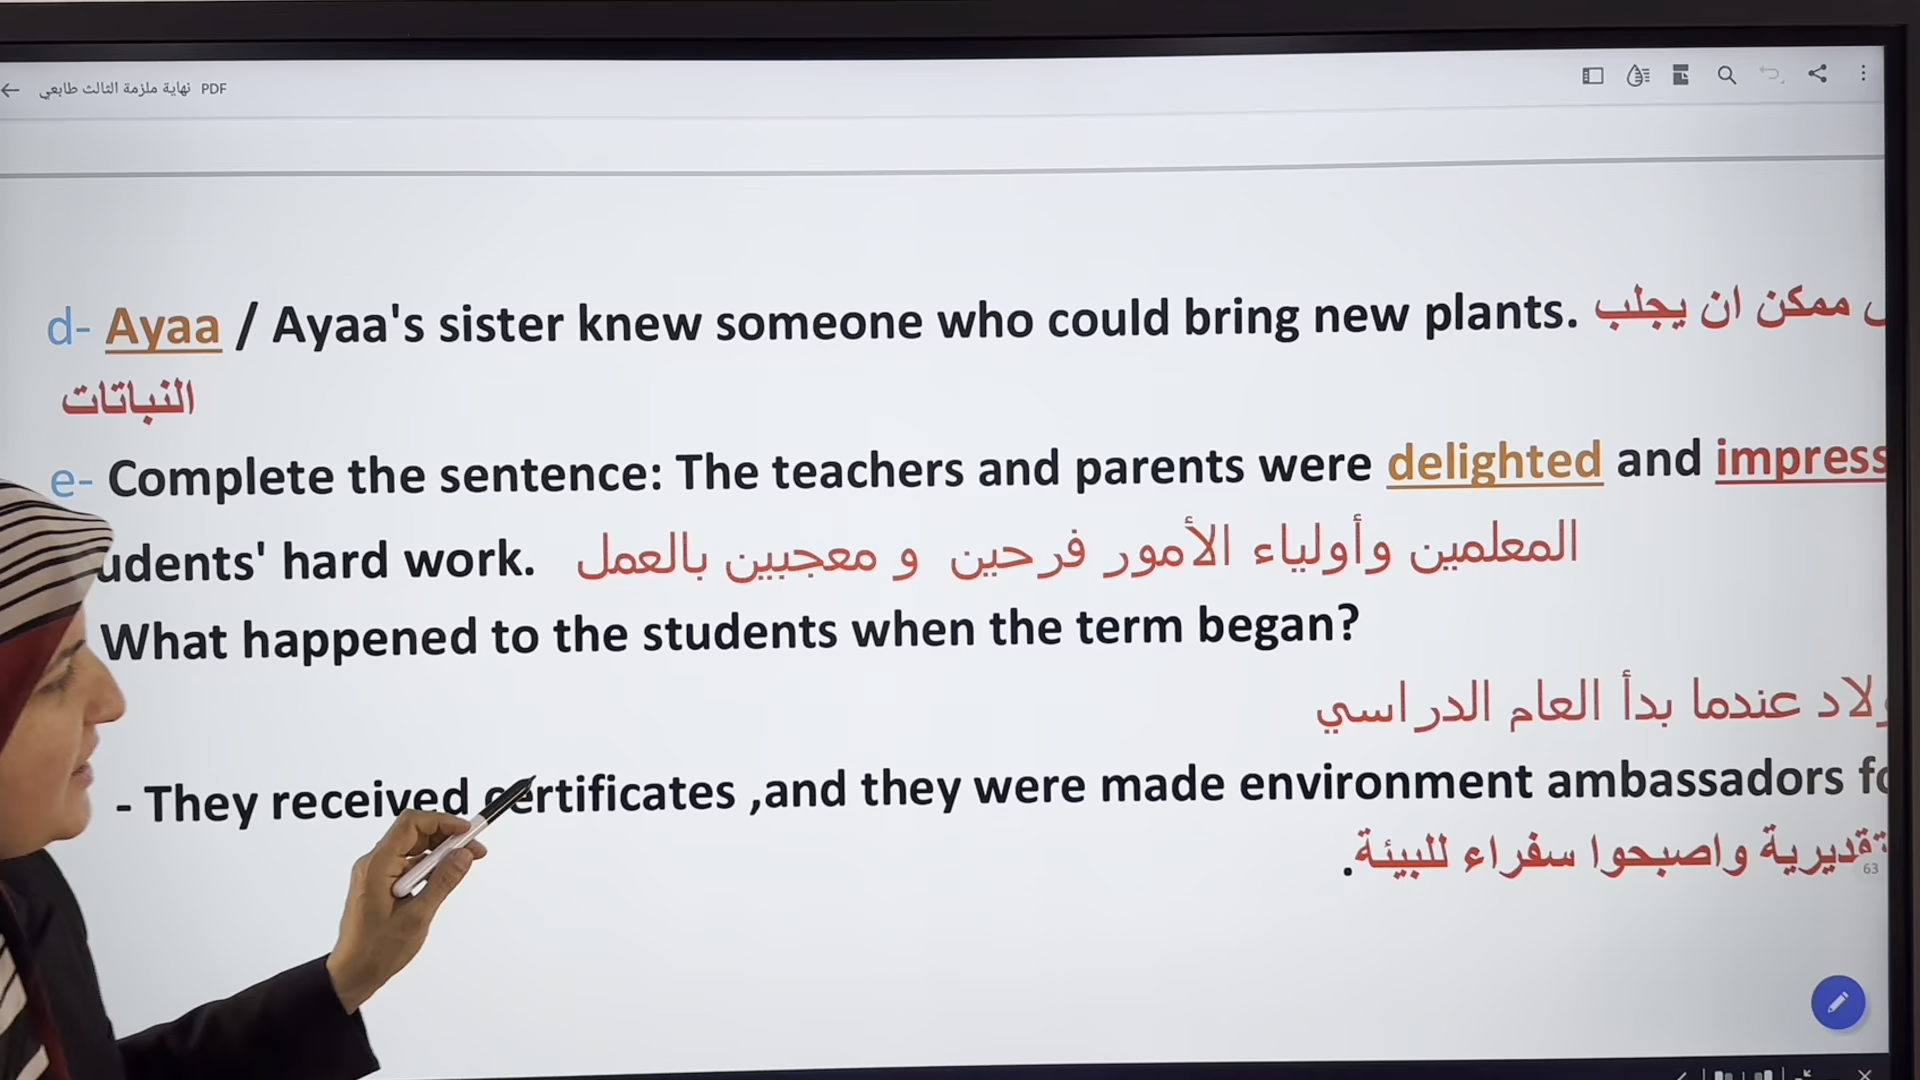 نهاية ملزمة الثالث طابعي PDF
d- Ayaa / Ayaa's sister knew someone who could bring new plants. ممكن ان يجلب
النباتات
e- Complete the sentence: The teachers and parents were delighted and impress
udents' hard work. المعلمين وأولياء الأمور فرحين و معجبين بالعمل
What happened to the students when the term began?
ولاد عندما بدأ العام الدراسي
- They received certificates ,and they were made environment ambassadors fo
تقديرية واصبحوا سفراء للبيئة.
63